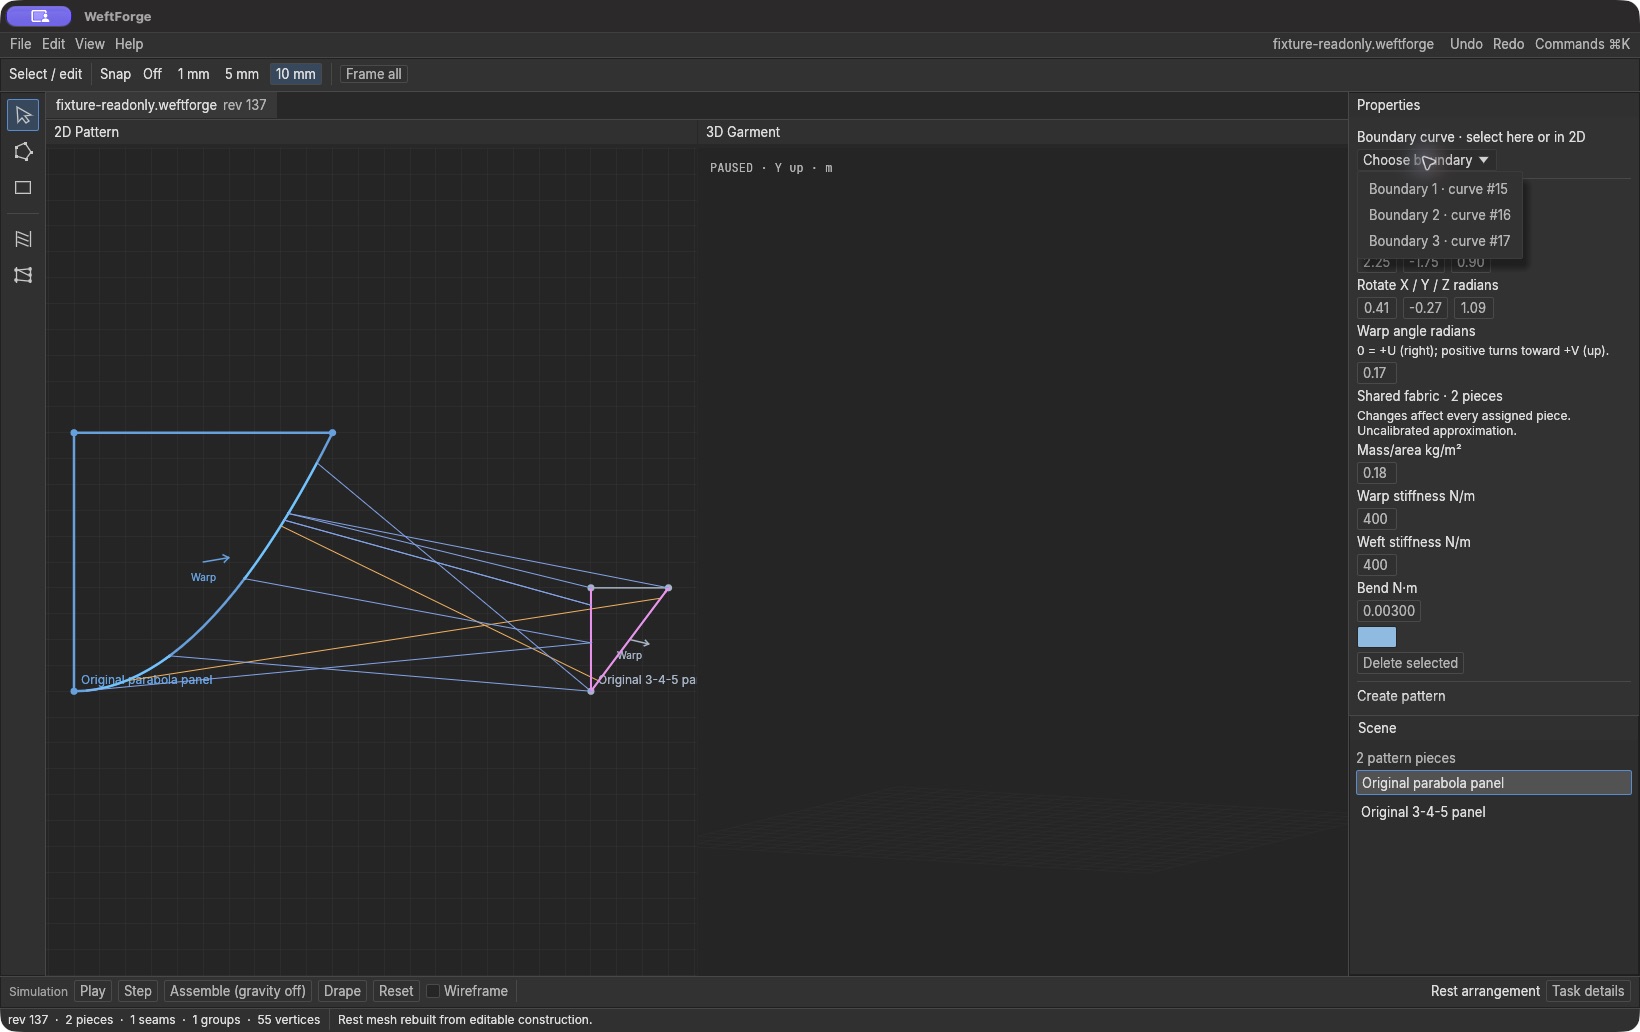 WeftForge
File Edit View Help
fixture-readonly.weftforge Undo Redo Commands ⌘K
Select / edit Snap Off 1 mm 5 mm 10 mm Frame all
fixture-readonly.weftforge rev 137
2D Pattern
3D Garment
PAUSED · Y up · m
Warp
Original parabola panel
Warp
Original 3-4-5 pa
Properties
Boundary curve · select here or in 2D
Choose boundary
Boundary 1 · curve #15
Boundary 2 · curve #16
Boundary 3 · curve #17
2.25 -1.75 0.90
Rotate X / Y / Z radians
0.41 -0.27 1.09
Warp angle radians
0 = +U (right); positive turns toward +V (up).
0.17
Shared fabric · 2 pieces
Changes affect every assigned piece.
Uncalibrated approximation.
Mass/area kg/m²
0.18
Warp stiffness N/m
400
Weft stiffness N/m
400
Bend N·m
0.00300
Delete selected
Create pattern
Scene
2 pattern pieces
Original parabola panel
Original 3-4-5 panel
Simulation Play Step Assemble (gravity off) Drape Reset Wireframe
Rest arrangement Task details
rev 137 · 2 pieces · 1 seams · 1 groups · 55 vertices Rest mesh rebuilt from editable construction.